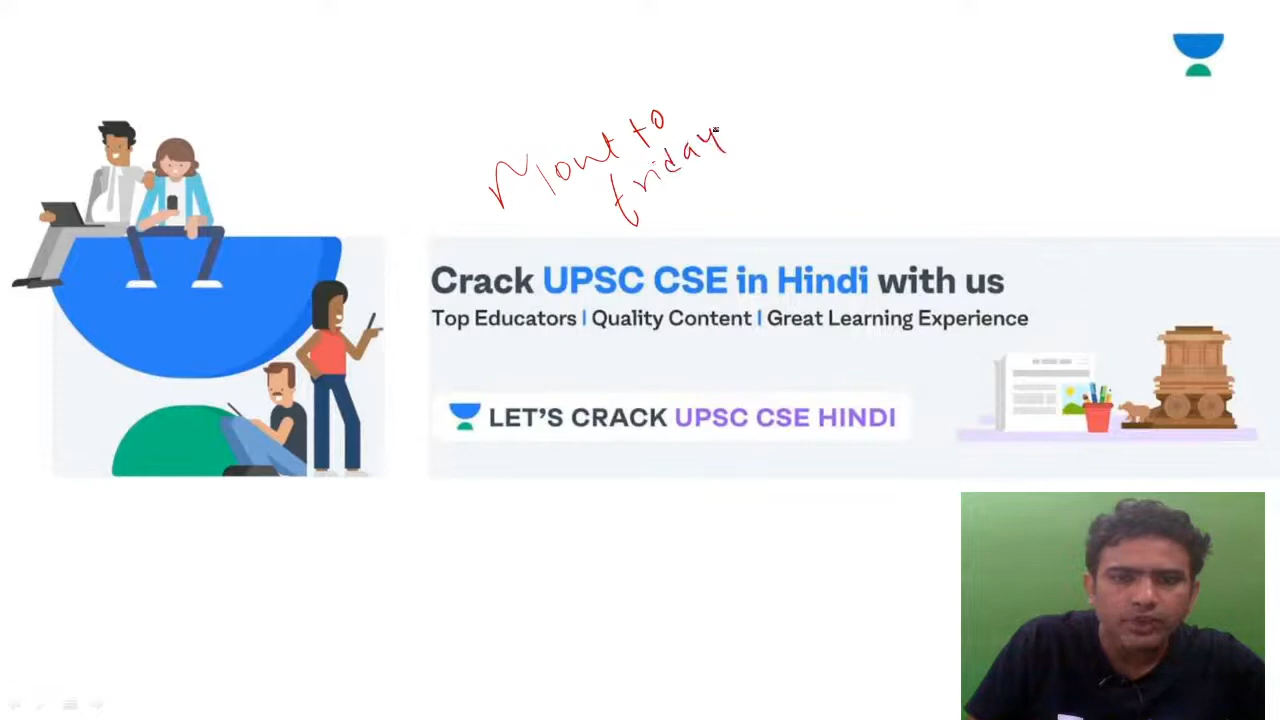 Mont to
friday
Crack UPSC CSE in Hindi with us
Top Educators | Quality Content | Great Learning Experience
LET'S CRACK UPSC CSE HINDI